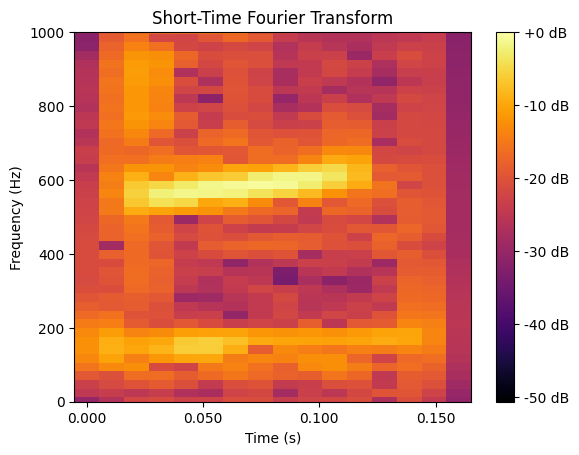 Short-Time Fourier Transform
1000
800
600
400
200
0
Frequency (Hz)
0.000
0.050
0.100
0.150
Time (s)
+0 dB
-10 dB
-20 dB
-30 dB
-40 dB
-50 dB